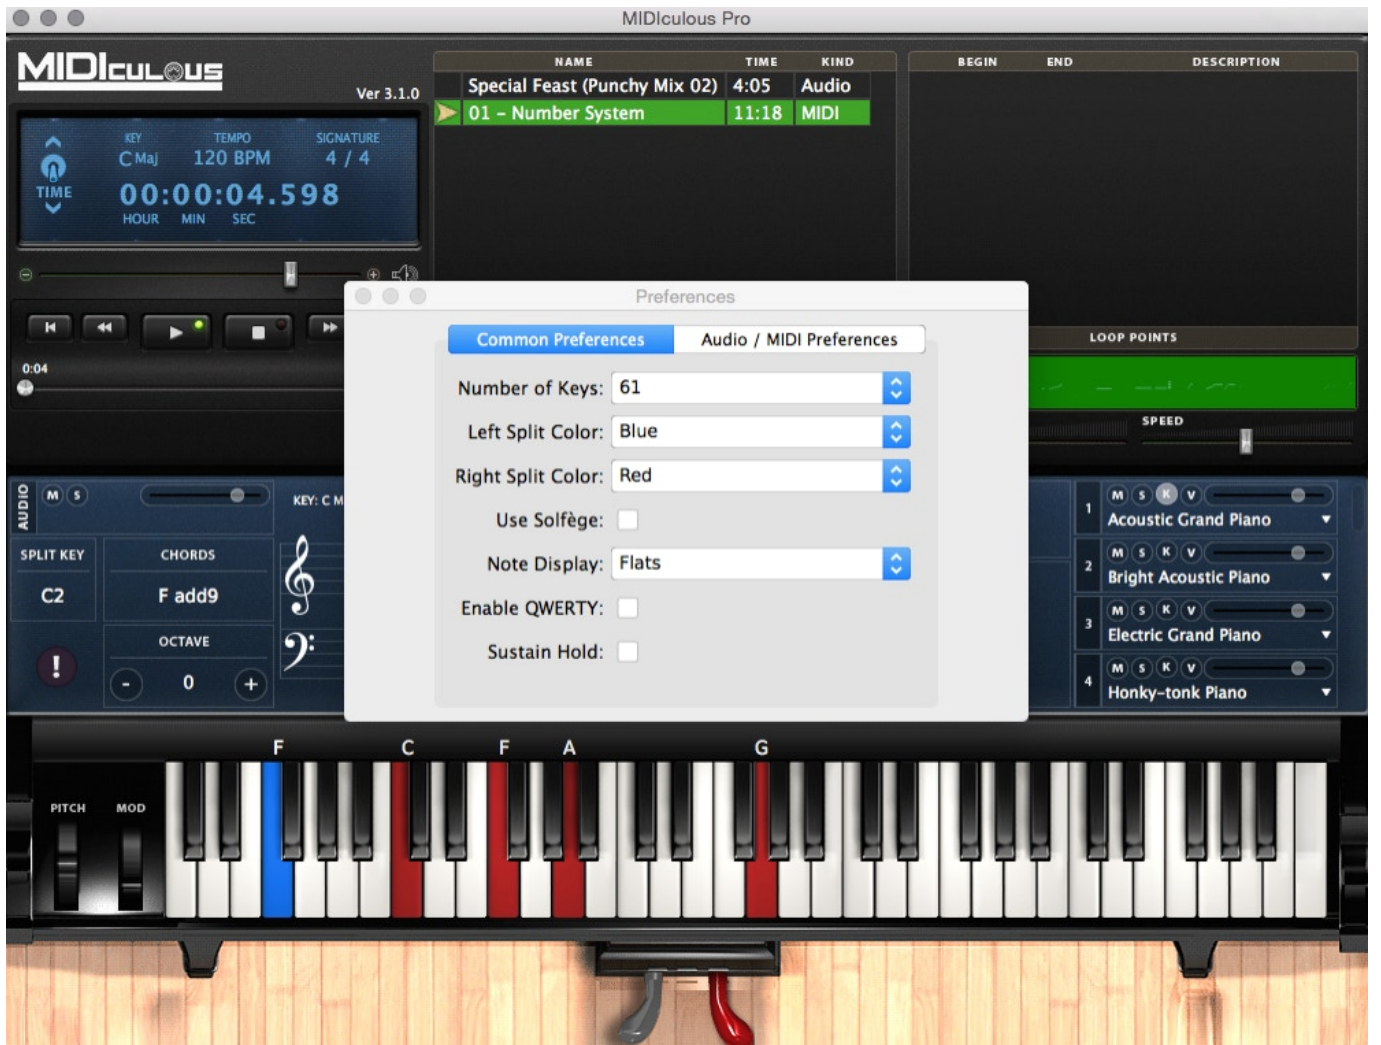 MIDIculous Pro
MIDIculous
Ver 3.1.0
KEY TEMPO SIGNATURE
C Maj 120 BPM 4 / 4
TIME
00:00:04.598
HOUR MIN SEC
NAME TIME KIND
Special Feast (Punchy Mix 02) 4:05 Audio
01 - Number System 11:18 MIDI
BEGIN END DESCRIPTION
0:04
LOOP POINTS
SPEED
Preferences
Common Preferences Audio / MIDI Preferences
Number of Keys: 61
Left Split Color: Blue
Right Split Color: Red
Use Solfège:
Note Display: Flats
Enable QWERTY:
Sustain Hold:
AUDIO M S
KEY: C M
SPLIT KEY CHORDS
C2 F add9
OCTAVE
! - 0 +
1 M S K V
Acoustic Grand Piano
2 M S K V
Bright Acoustic Piano
3 M S K V
Electric Grand Piano
4 M S K V
Honky-tonk Piano
F C F A G
PITCH MOD